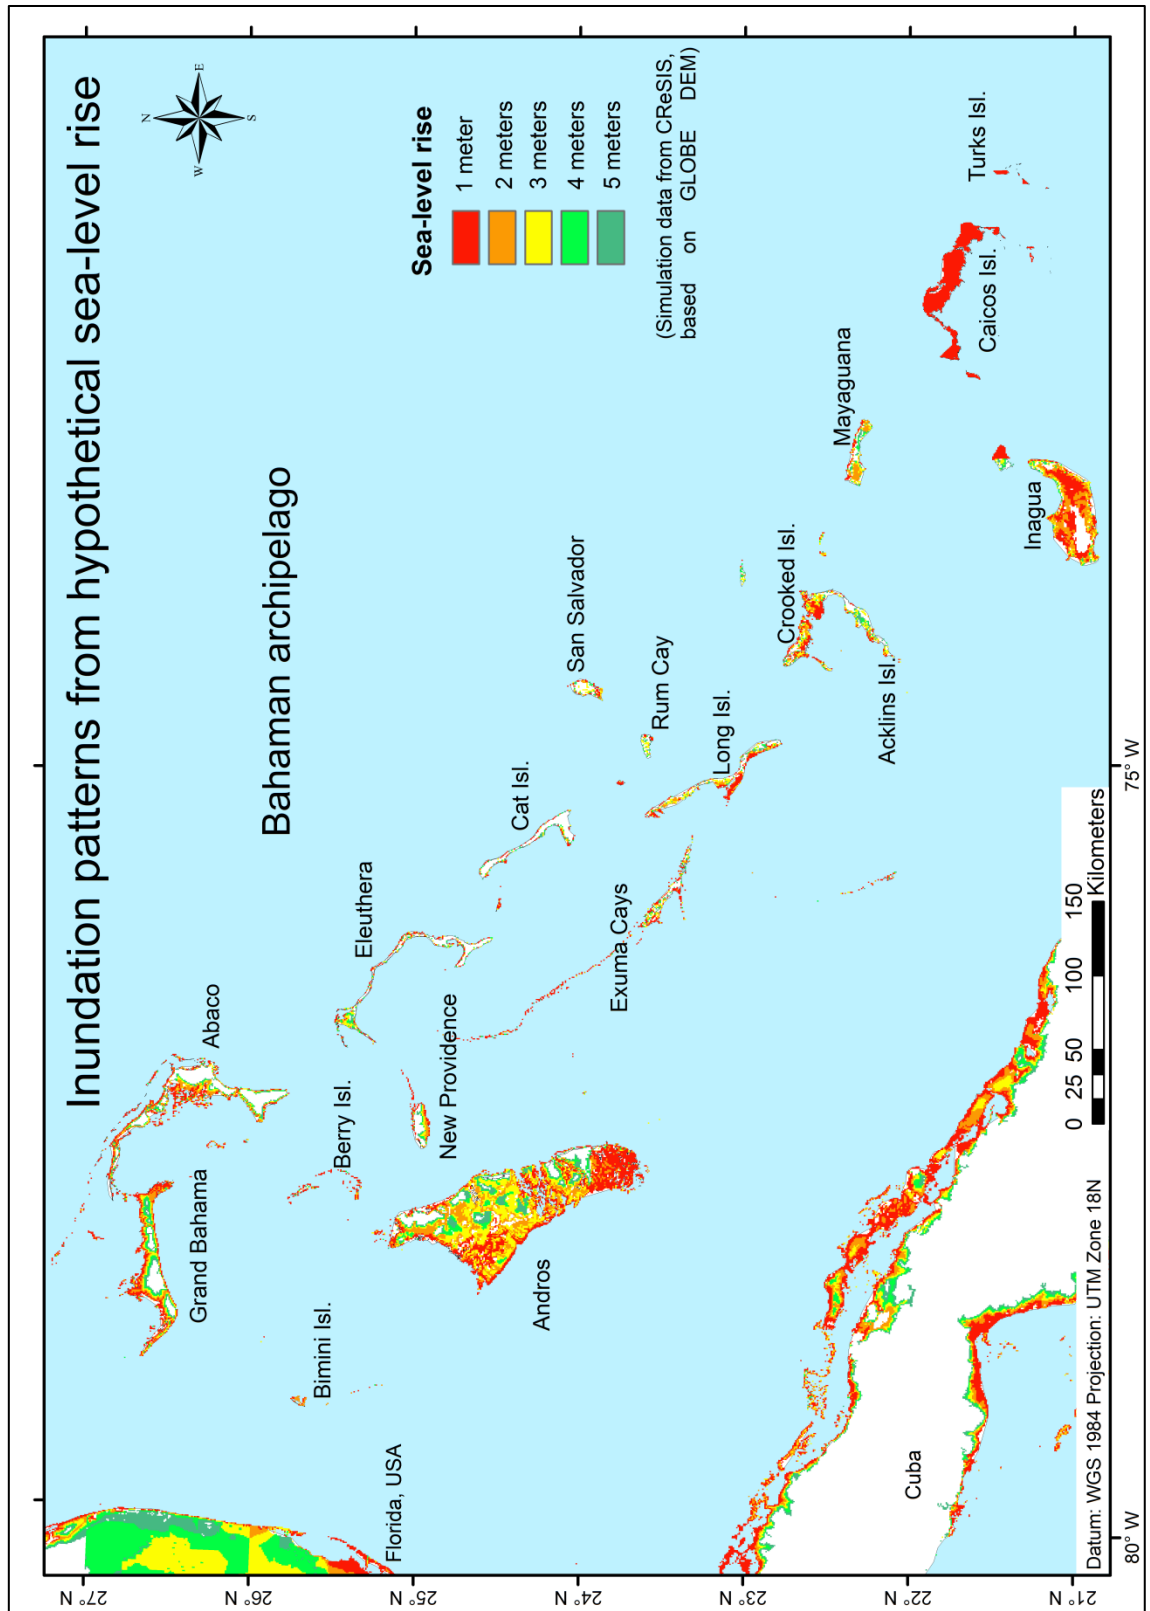 Inundation patterns from hypothetical sea-level rise
Bahaman archipelago
N
W
E
S
Sea-level rise
1 meter
2 meters
3 meters
4 meters
5 meters
(Simulation data from CReSIS,
based on GLOBE DEM)
Abaco
Grand Bahama
Eleuthera
Berry Isl.
Bimini Isl.
New Providence
Cat Isl.
San Salvador
Florida, USA
Andros
Exuma Cays
Rum Cay
Long Isl.
Crooked Isl.
Mayaguana
Acklins Isl.
Caicos Isl.
Turks Isl.
Inagua
Cuba
0 25 50 100 150
Kilometers
Datum: WGS 1984 Projection: UTM Zone 18N
27° N
26° N
25° N
24° N
23° N
22° N
21° N
80° W
75° W